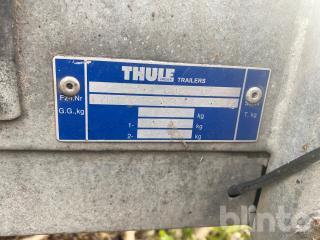 THULE TRAILERS
Fz-I.Nr
G.G.,kg kg T, kg
1- kg
2- kg
blinto